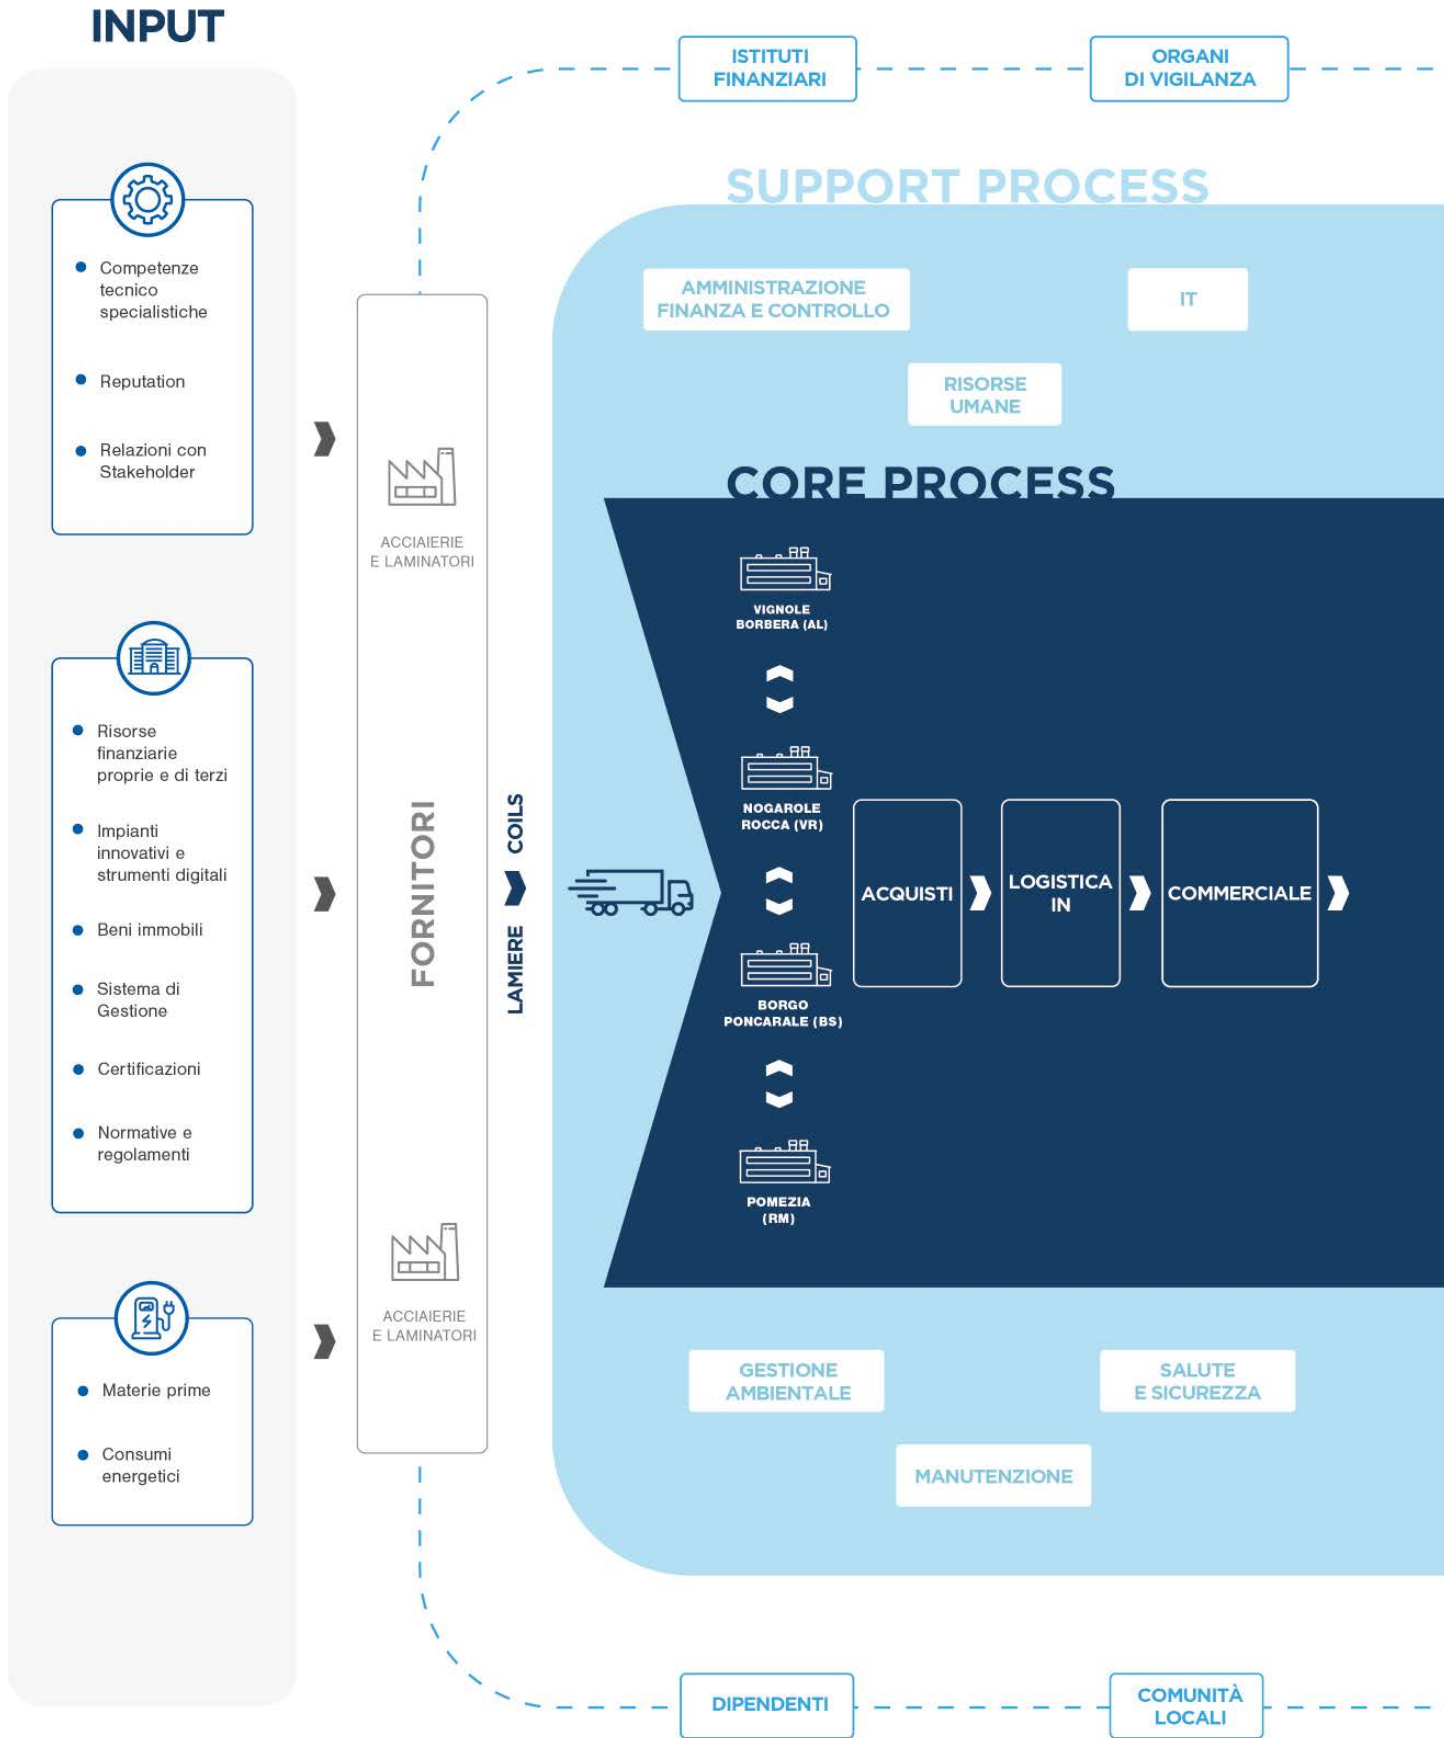 INPUT
Competenze
tecnico
specialistiche
Reputation
Relazioni con
Stakeholder
Risorse
finanziarie
proprie e di terzi
Impianti
innovativi e
strumenti digitali
Beni immobili
Sistema di
Gestione
Certificazioni
Normative e
regolamenti
Materie prime
Consumi
energetici
ACCIAIERIE
E LAMINATORI
FORNITORI
ACCIAIERIE
E LAMINATORI
LAMIERE COILS
ISTITUTI
FINANZIARI
ORGANI
DI VIGILANZA
SUPPORT PROCESS
AMMINISTRAZIONE
FINANZA E CONTROLLO
IT
RISORSE
UMANE
CORE PROCESS
VIGNOLE
BORBERA (AL)
NOGAROLE
ROCCA (VR)
BORGO
PONCARALE (BS)
POMEZIA
(RM)
ACQUISTI
LOGISTICA
IN
COMMERCIALE
GESTIONE
AMBIENTALE
SALUTE
E SICUREZZA
MANUTENZIONE
DIPENDENTI
COMUNITÀ
LOCALI